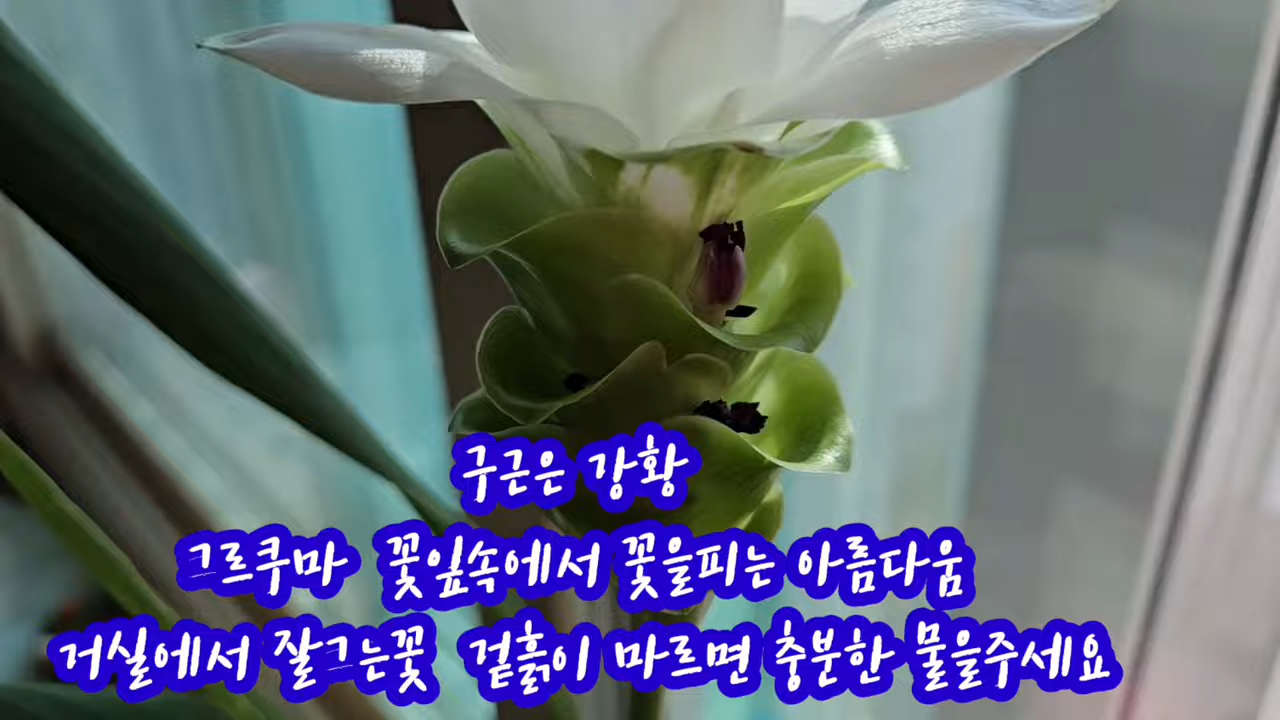 구근은 강황
ᄀ르쿠마 꽃잎속에서 꽃을피는 아름다움
거실에서 잘ᄀ는꽃 겉흙이 마르면 충분한 물을주세요